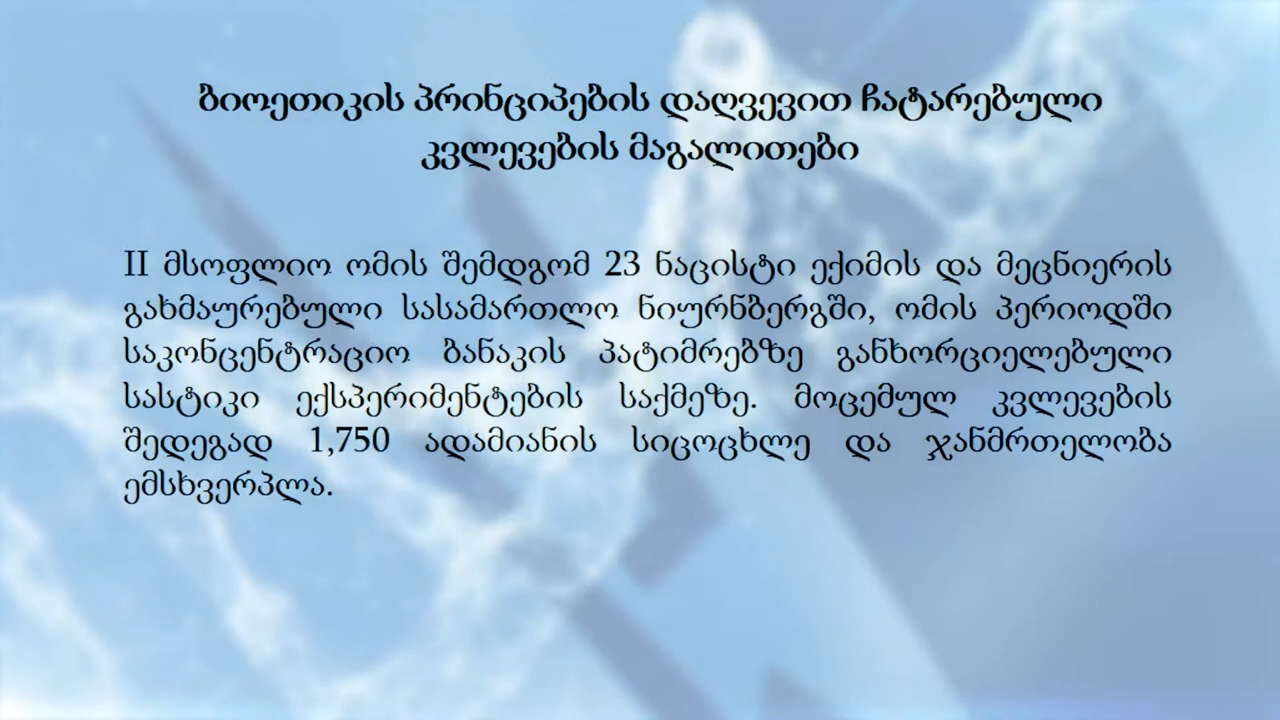 ბიოეთიკის პრინციპების დაღვევით ჩატარებული
კვლევების მაგალითები
II მსოფლიო ომის შემდგომ 23 ნაცისტი ექიმის და მეცნიერის
გახმაურებული სასამართლო ნიურნბერგში, ომის პერიოდში
საკონცენტრაციო ბანაკის პატიმრებზე განხორციელებული
სასტიკი ექსპერიმენტების საქმეზე. მოცემულ კვლევების
შედეგად 1,750 ადამიანის სიცოცხლე და ჯანმრთელობა
ემსხვერპლა.